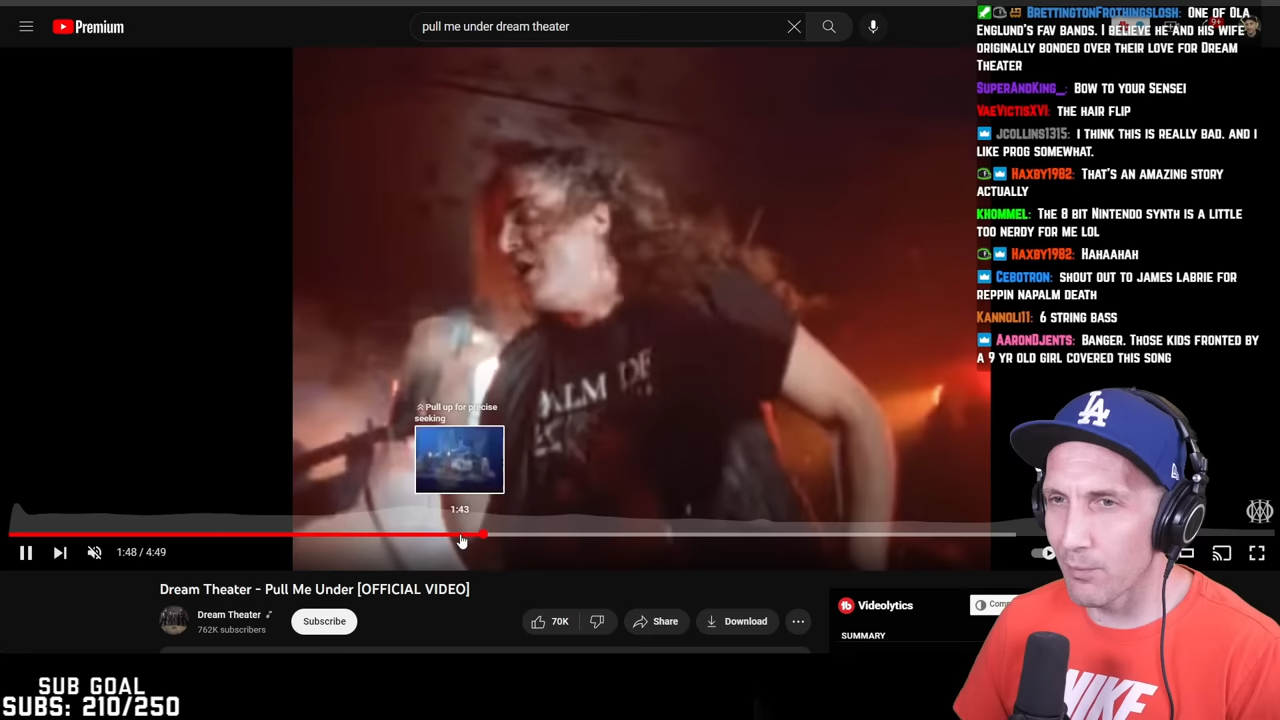 Premium
pull me under dream theater
BrettingtonFrothingslosh: One of Ola
Englund's fav bands. I believe he and his wife
originally bonded over their love for Dream
Theater
SuperAndKing_: Bow to your Sensei
VaeVictisXVI: The hair flip
jcollins1315: I think this is really bad. And I
like prog somewhat.
Haxby1982: That's an amazing story
actually
khommel: The 8 bit Nintendo synth is a little
too nerdy for me lol
Haxby1982: Hahaahah
Cebotron: shout out to James LaBrie for
reppin Napalm Death
Kannoli11: 6 string bass
AaronDjents: Banger. Those kids fronted by
a 9 yr old girl covered this song
ALM DE
Pull up for precise
seeking
1:43
1:48 / 4:49
LA
Dream Theater - Pull Me Under [OFFICIAL VIDEO]
Dream Theater
762K subscribers
Subscribe
70K
Share
Download
Videolytics
SUMMARY
SUB GOAL
SUBS: 210/250
NIKE